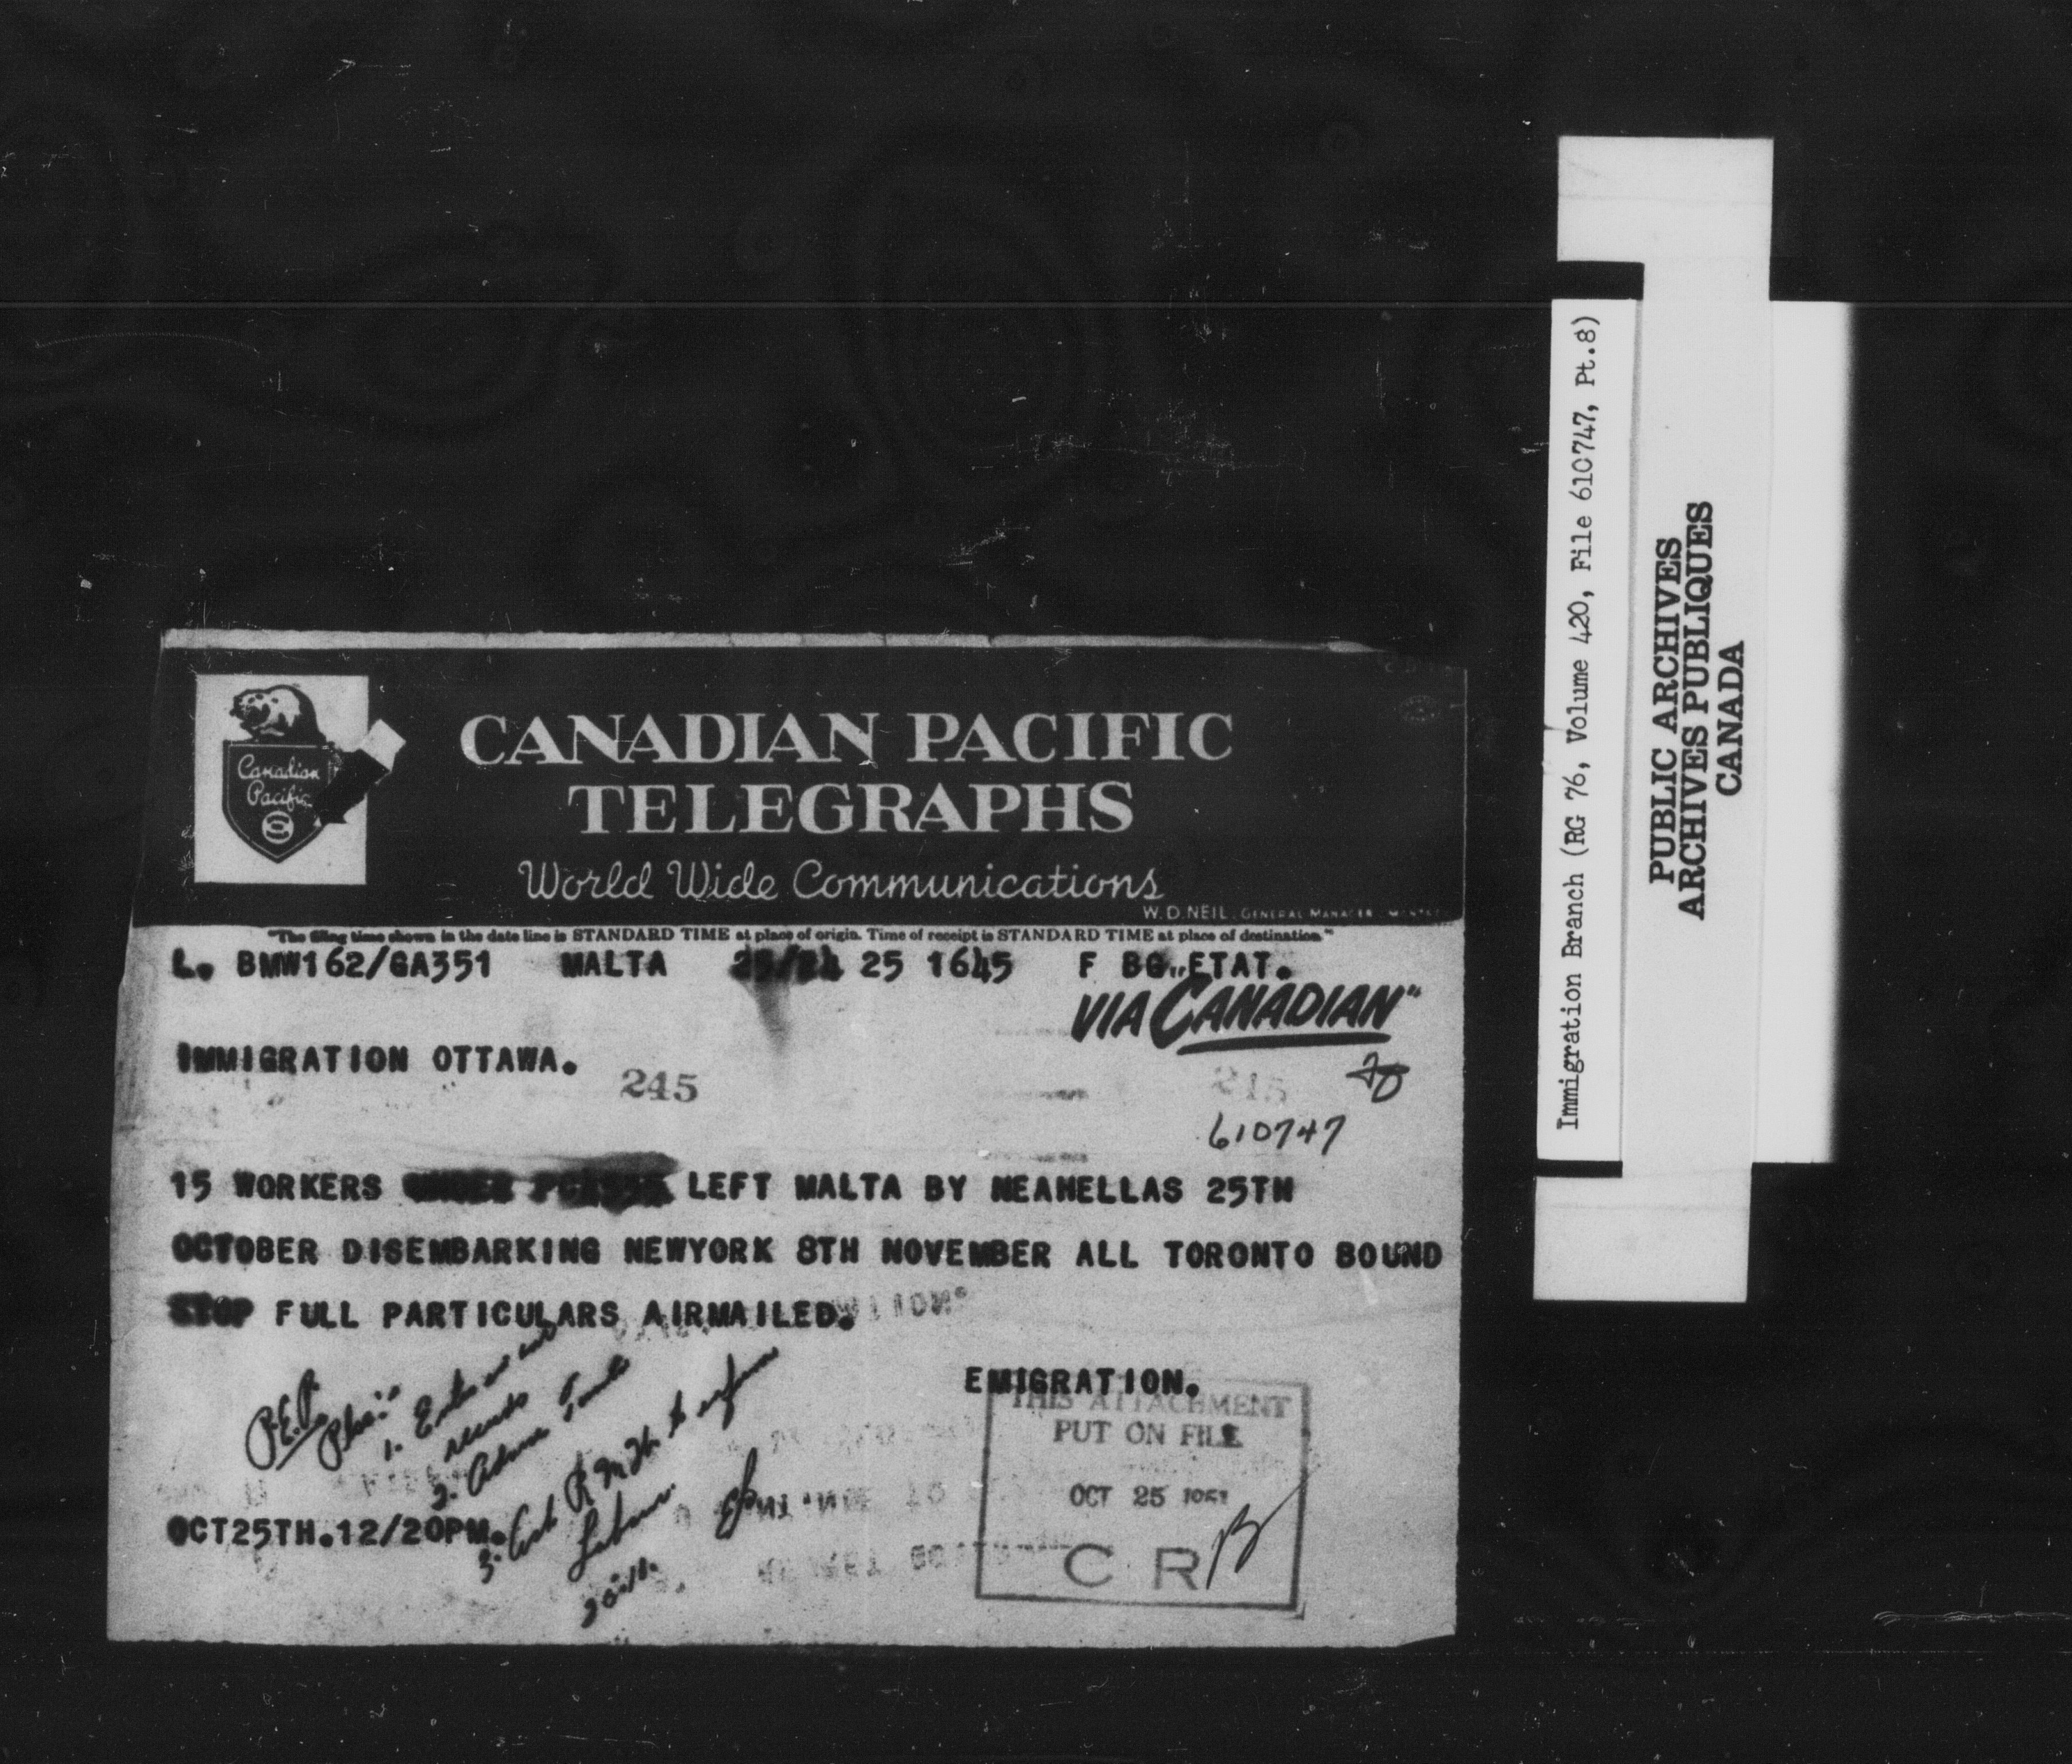 Canadian
Pacific
CANADIAN PACIFIC
TELEGRAPHS
World Wide Communications
W.D.NEIL, GENERAL MANAGER
"The filing time shown in the date line is STANDARD TIME at place of origin. Time of receipt is STANDARD TIME at place of destination."
L. BMW162/GA351 MALTA 25 1645 F BG ETAT.
"VIA CANADIAN"
IMMIGRATION OTTAWA.
245
610747
15 WORKERS LEFT MALTA BY NEAHELLAS 25TH
OCTOBER DISEMBARKING NEWYORK 8TH NOVEMBER ALL TORONTO BOUND
STOP FULL PARTICULARS AIRMAILED.
EMIGRATION.
THIS ATTACHMENT
PUT ON FILE
OCT 25 1951
C R
OCT25TH.12/20PM.
Immigration Branch (RG 76, Volume 420, File 610747, Pt.8)
PUBLIC ARCHIVES
ARCHIVES PUBLIQUES
CANADA